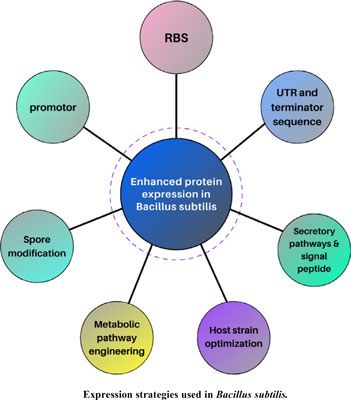 RBS
UTR and
terminator
sequence
promotor
Enhanced protein
expression in
Bacillus subtilis
Spore
modification
Secretory
pathways &
signal
peptide
Metabolic
pathway
engineering
Host strain
optimization
Expression strategies used in Bacillus subtilis.